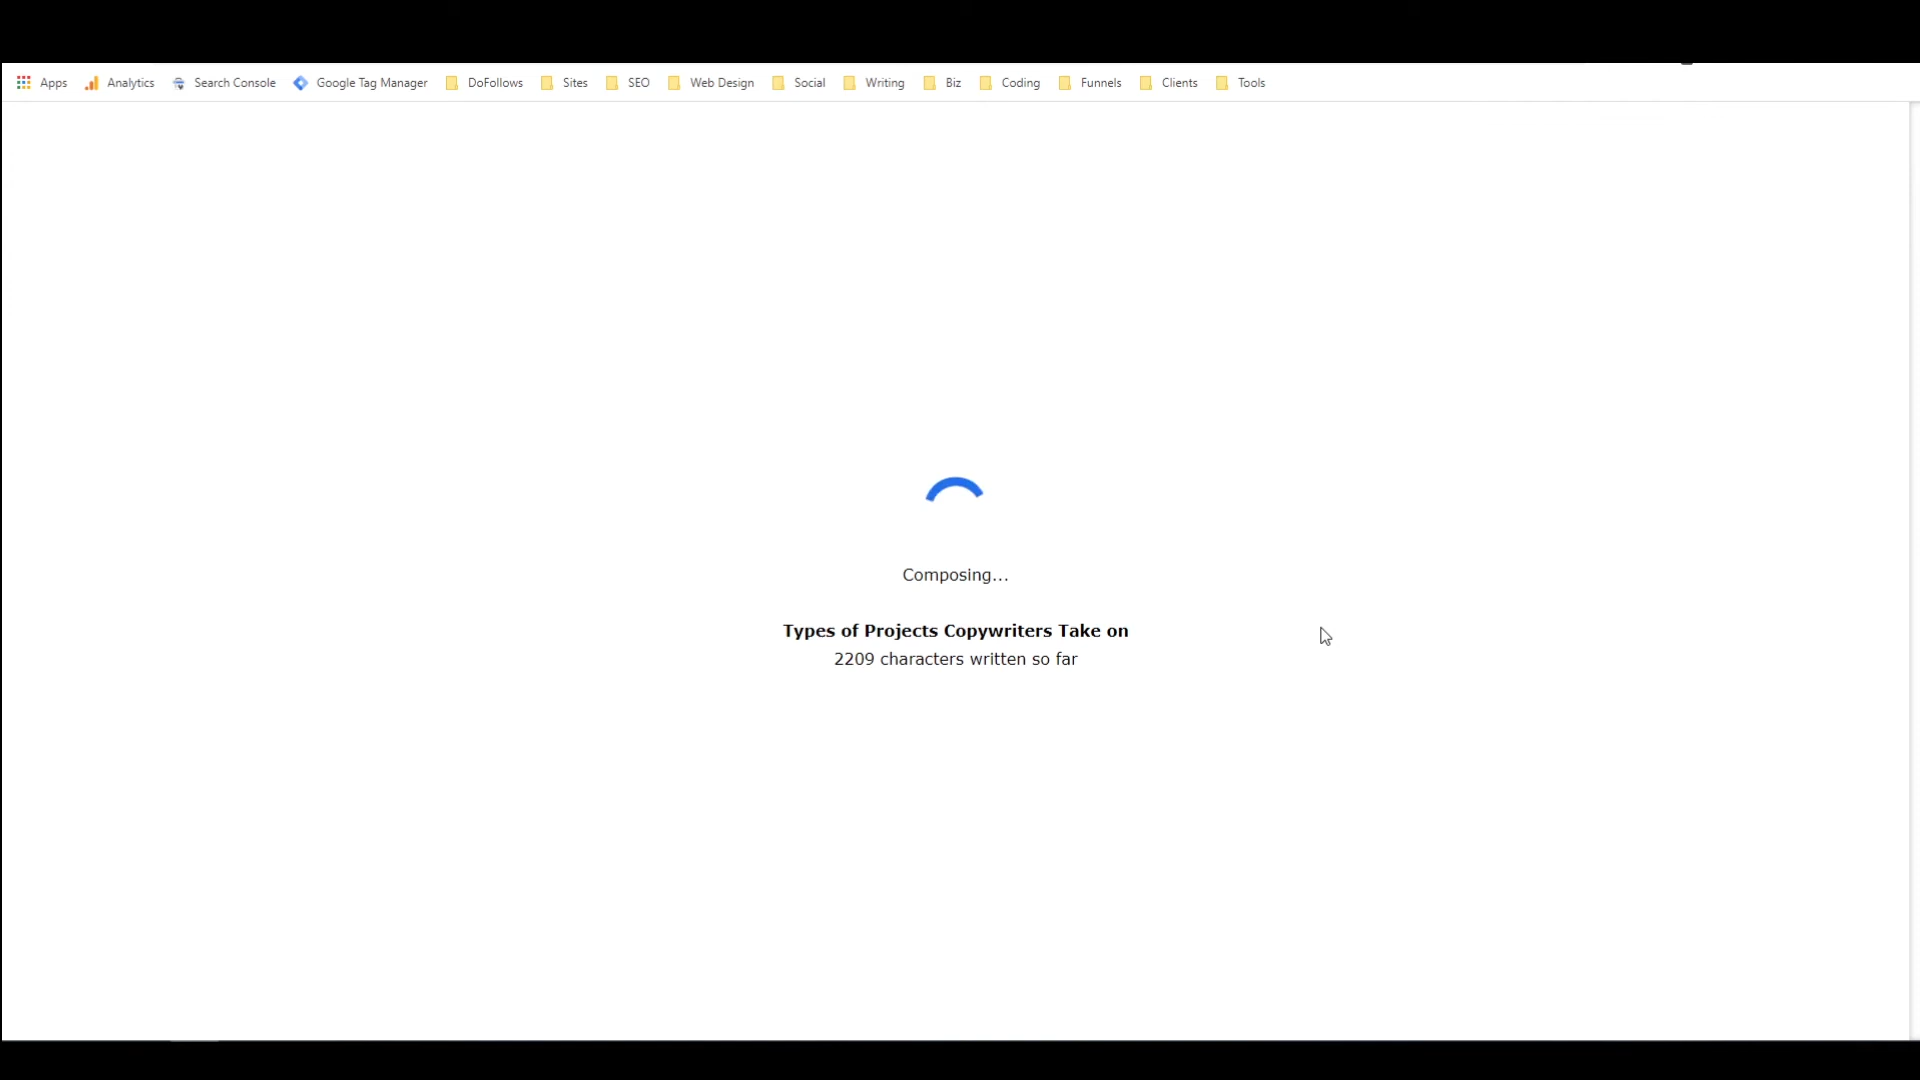 Apps Analytics Search Console Google Tag Manager DoFollows Sites SEO Web Design Social Writing Biz Coding Funnels Clients Tools
Composing...
Types of Projects Copywriters Take on
2209 characters written so far